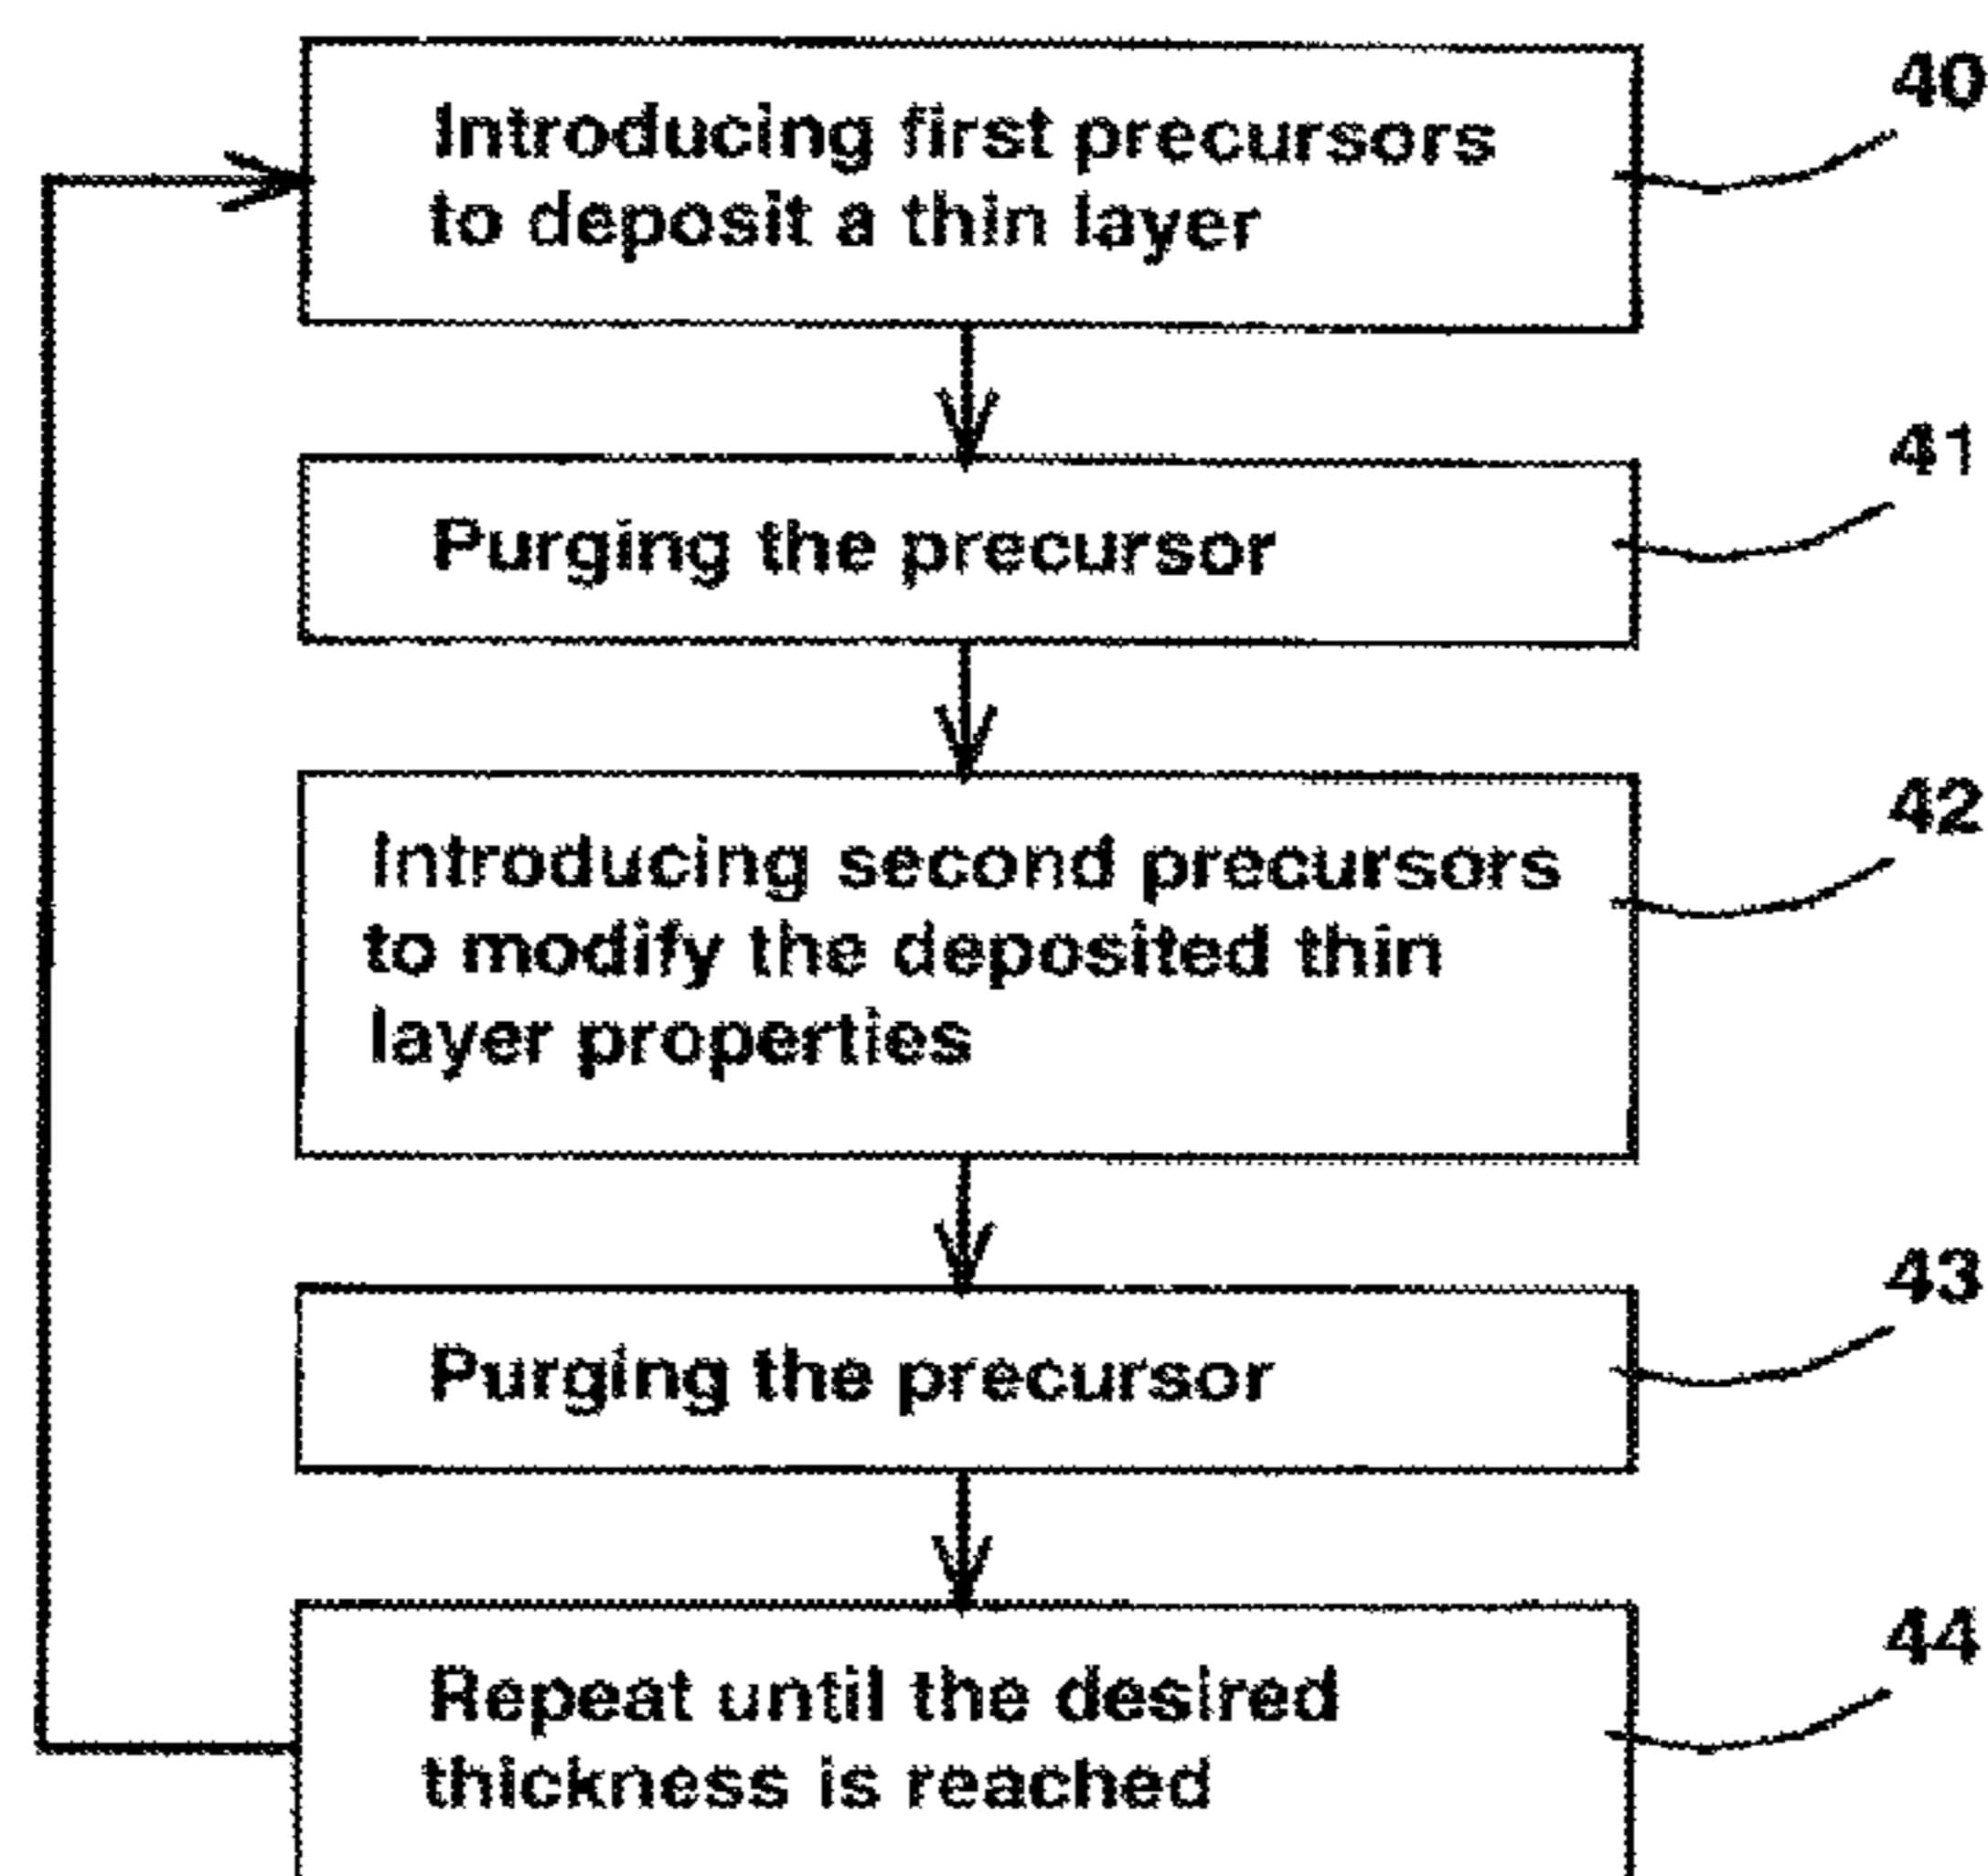 40
Introducing first precursors
to deposit a thin layer
41
Purging the precursor
42
Introducing second precursors
to modify the deposited thin
layer properties
43
Purging the precursor
44
Repeat until the desired
thickness is reached